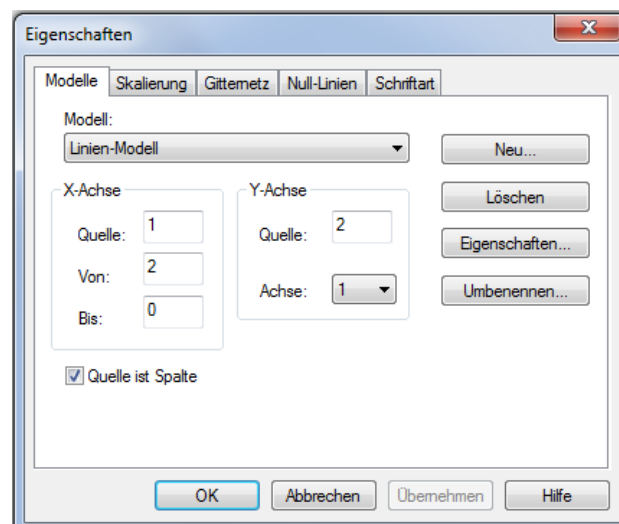 Eigenschaften
Modelle Skalierung Gitternetz Null-Linien Schriftart
Modell:
Linien-Modell
Neu...
X-Achse
Quelle: 1
Von: 2
Bis: 0
Y-Achse
Quelle: 2
Achse: 1
Löschen
Eigenschaften...
Umbenennen...
Quelle ist Spalte
OK Abbrechen Übernehmen Hilfe